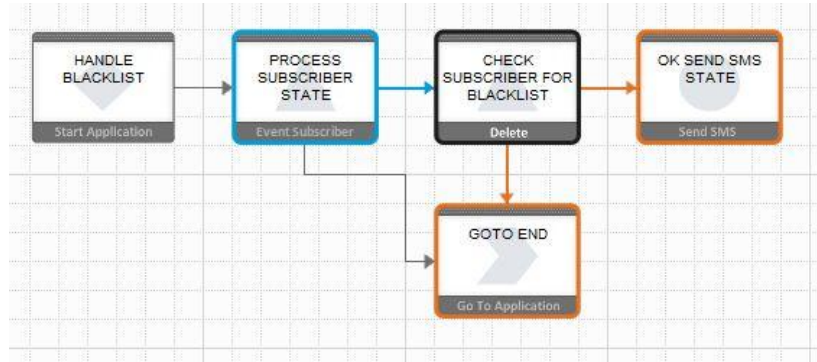 HANDLE
BLACKLIST
Start Application
PROCESS
SUBSCRIBER
STATE
Event Subscriber
CHECK
SUBSCRIBER FOR
BLACKLIST
Delete
OK SEND SMS
STATE
Send SMS
GOTO END
Go To Application